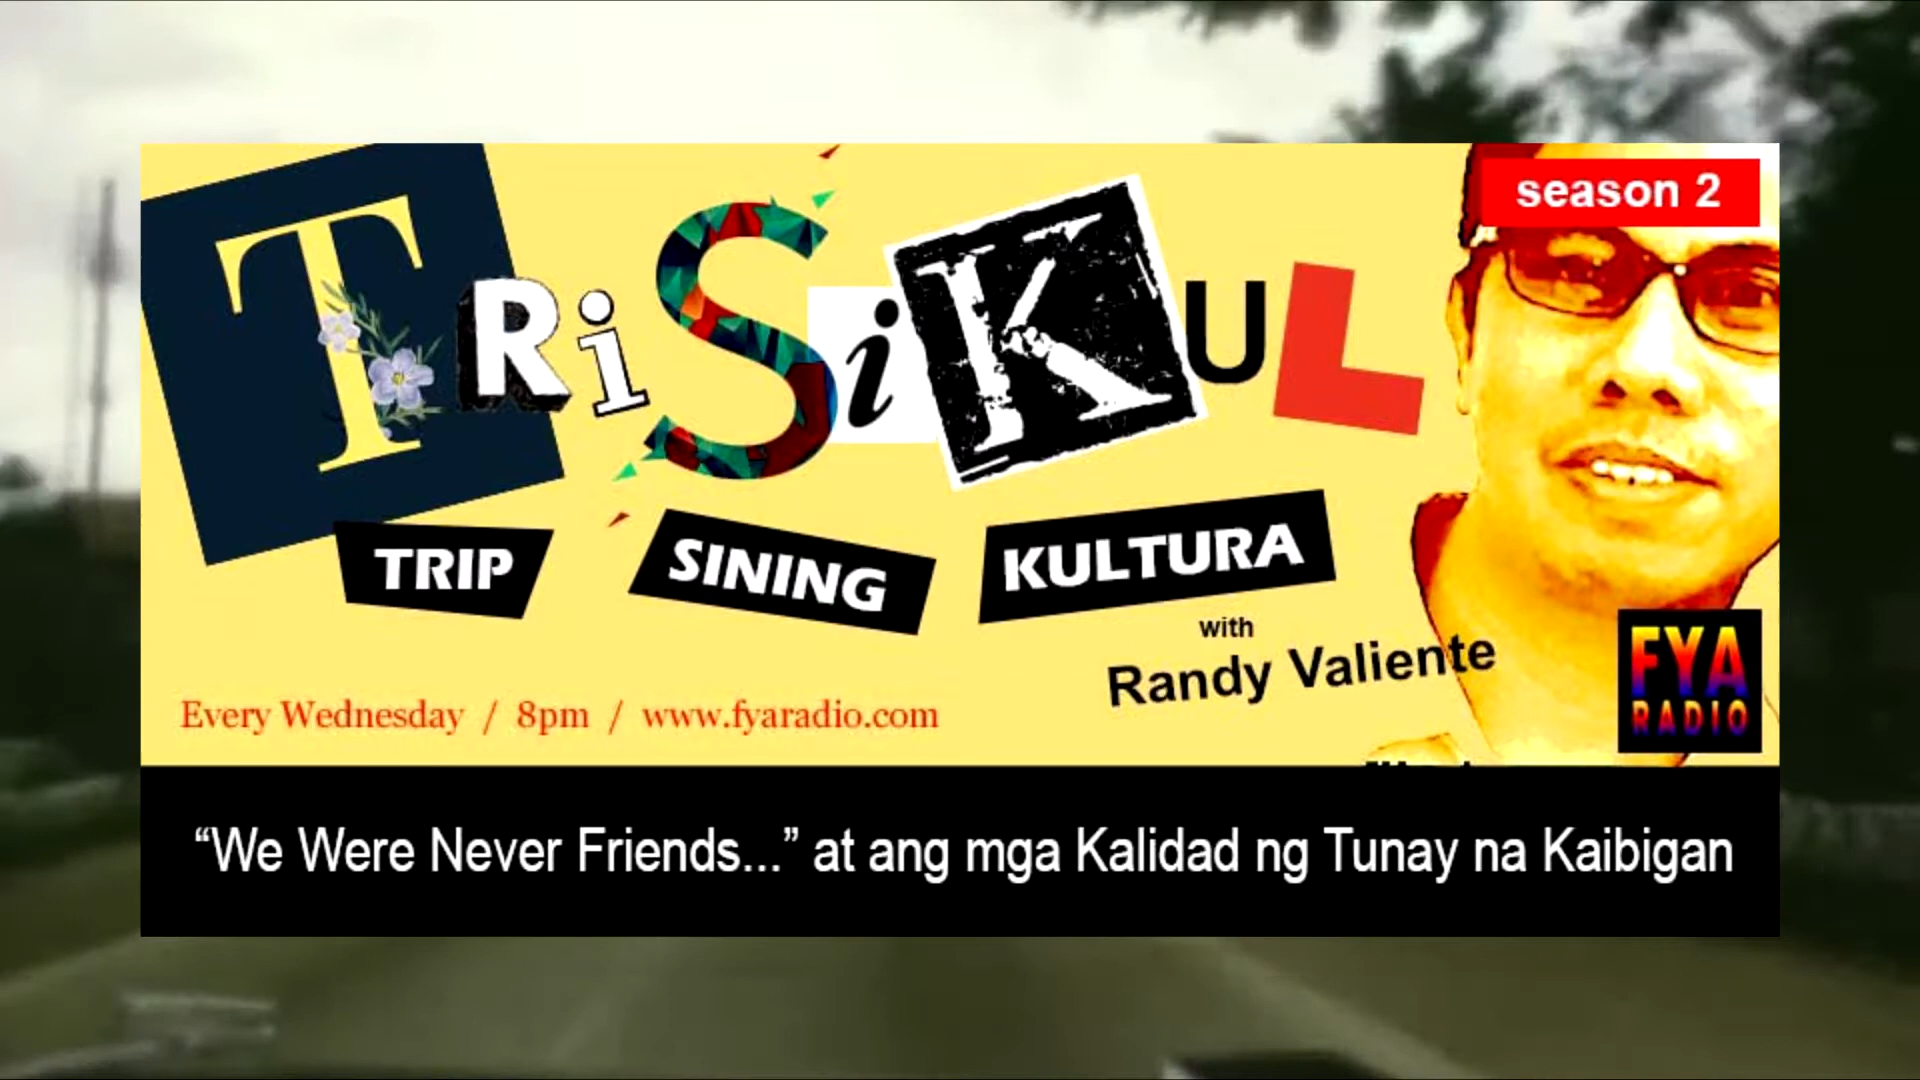 season 2
TRiSiKUL
TRIP SINING KULTURA
with
Randy Valiente
Every Wednesday / 8pm / www.fyaradio.com
FYA
RADIO
“We Were Never Friends...” at ang mga Kalidad ng Tunay na Kaibigan